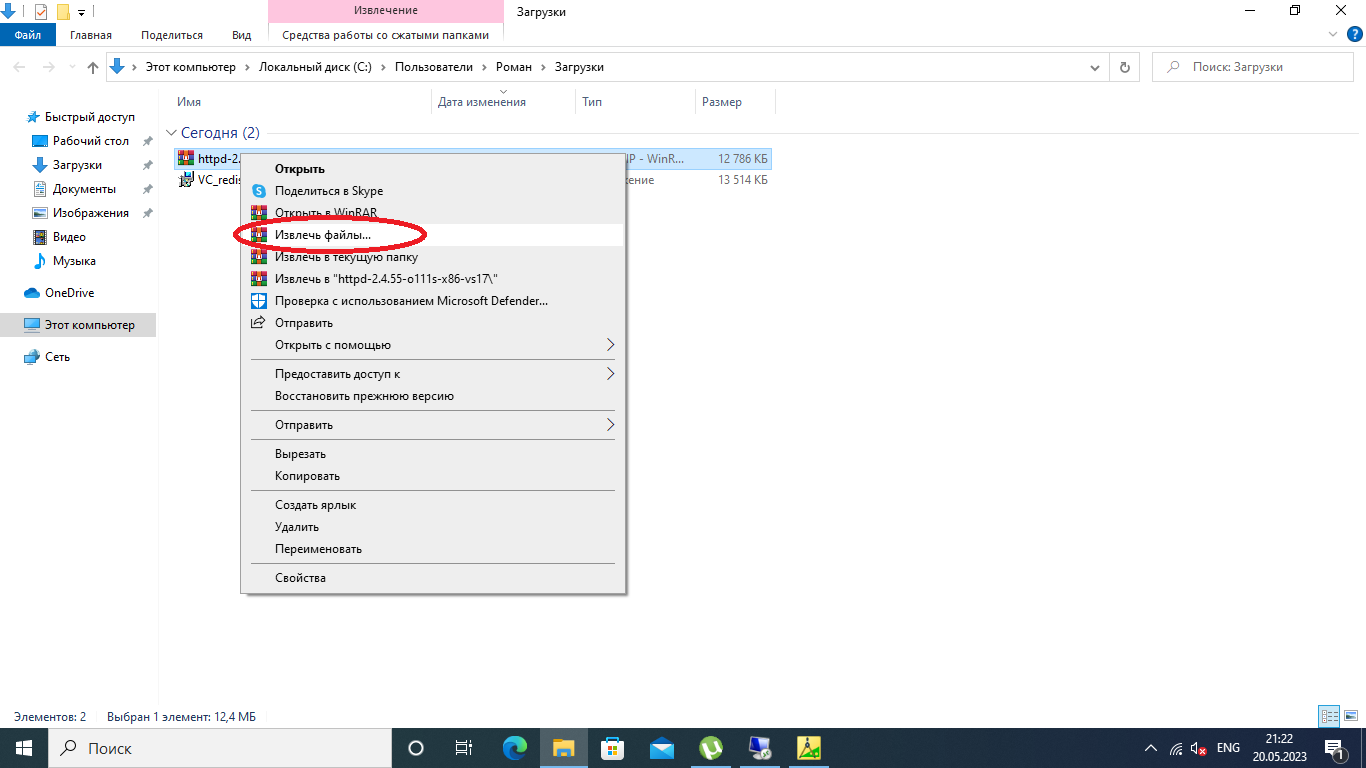 Извлечение
Загрузки
Файл
Главная
Поделиться
Вид
Средства работы со сжатыми папками
Этот компьютер
Локальный диск (C:)
Пользователи
Роман
Загрузки
Поиск: Загрузки
Имя
Дата изменения
Тип
Размер
Быстрый доступ
Рабочий стол
Загрузки
Документы
Изображения
Видео
Музыка
OneDrive
Этот компьютер
Сеть
Сегодня (2)
httpd-2. IP - WinR... 12 786 КБ
VC_redis жение 13 514 КБ
Открыть
Поделиться в Skype
Открыть в WinRAR
Извлечь файлы...
Извлечь в текущую папку
Извлечь в "httpd-2.4.55-o111s-x86-vs17\"
Проверка с использованием Microsoft Defender...
Отправить
Открыть с помощью
Предоставить доступ к
Восстановить прежнюю версию
Отправить
Вырезать
Копировать
Создать ярлык
Удалить
Переименовать
Свойства
Элементов: 2
Выбран 1 элемент: 12,4 МБ
Поиск
ENG
21:22
20.05.2023
1